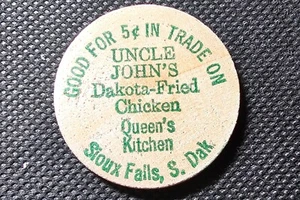 GOOD FOR 5¢ IN TRADE ON
UNCLE
JOHN'S
Dakota-Fried
Chicken
Queen's
Kitchen
Sioux Falls, S. Dak.